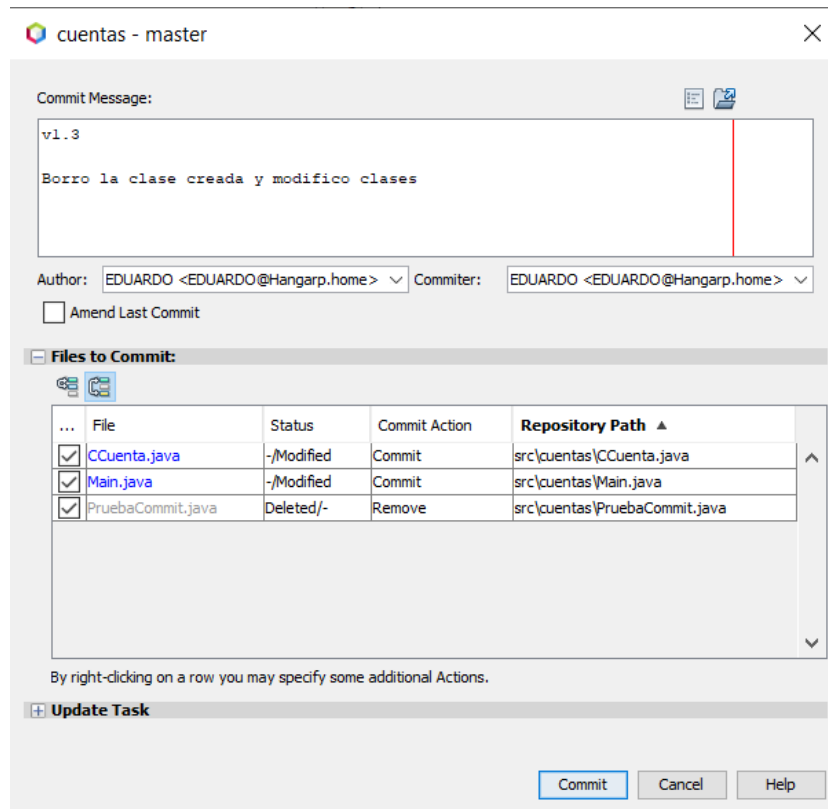 cuentas - master
Commit Message:
v1.3
Borro la clase creada y modifico clases
Author: EDUARDO <EDUARDO@Hangarp.home> Commiter: EDUARDO <EDUARDO@Hangarp.home>
Amend Last Commit
Files to Commit:
... File Status Commit Action Repository Path
CCuenta.java -/Modified Commit src\cuentas\CCuenta.java
Main.java -/Modified Commit src\cuentas\Main.java
PruebaCommit.java Deleted/- Remove src\cuentas\PruebaCommit.java
By right-clicking on a row you may specify some additional Actions.
Update Task
Commit Cancel Help